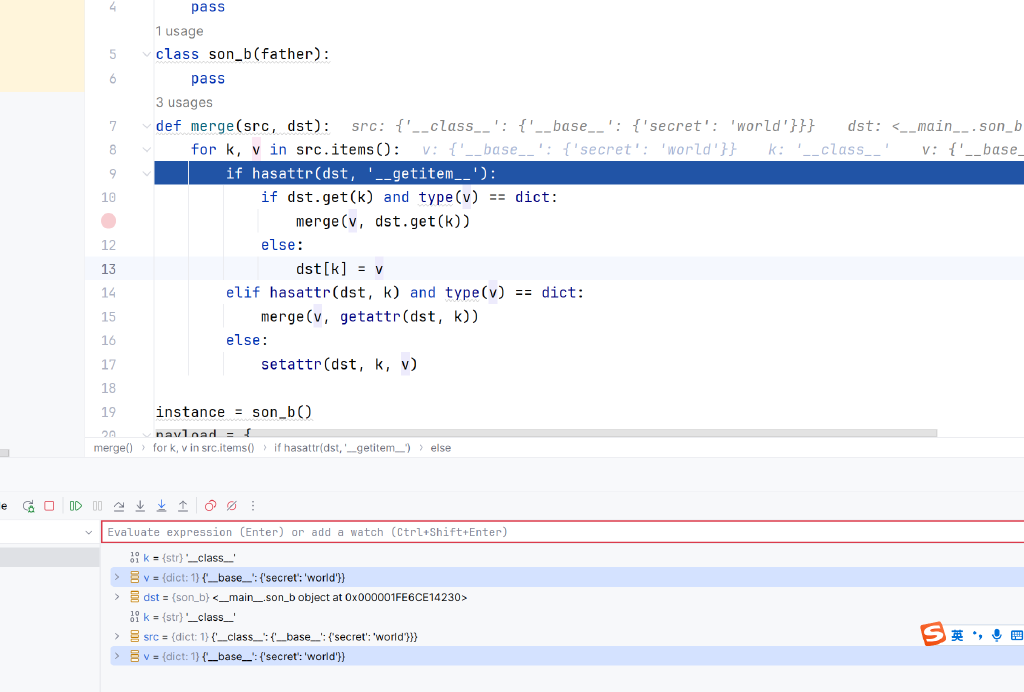 4 pass
1 usage
5 class son_b(father):
6 pass
3 usages
7 def merge(src, dst): src: {'__class__': {'__base__': {'secret': 'world'}}} dst: <__main__.son_b
8 for k, v in src.items(): v: {'__base__': {'secret': 'world'}} k: '__class__' v: {'__base_
9 if hasattr(dst, '__getitem__'):
10 if dst.get(k) and type(v) == dict:
merge(v, dst.get(k))
12 else:
13 dst[k] = v
14 elif hasattr(dst, k) and type(v) == dict:
15 merge(v, getattr(dst, k))
16 else:
17 setattr(dst, k, v)
18
19 instance = son_b()
20 payload = {
merge() › for k, v in src.items() › if hasattr(dst, '__getitem__') › else
e
Evaluate expression (Enter) or add a watch (Ctrl+Shift+Enter)
k = {str} '__class__'
v = {dict: 1} {'__base__': {'secret': 'world'}}
dst = {son_b} <__main__.son_b object at 0x000001FE6CE14230>
k = {str} '__class__'
src = {dict: 1} {'__class__': {'__base__': {'secret': 'world'}}}
v = {dict: 1} {'__base__': {'secret': 'world'}}
S 英